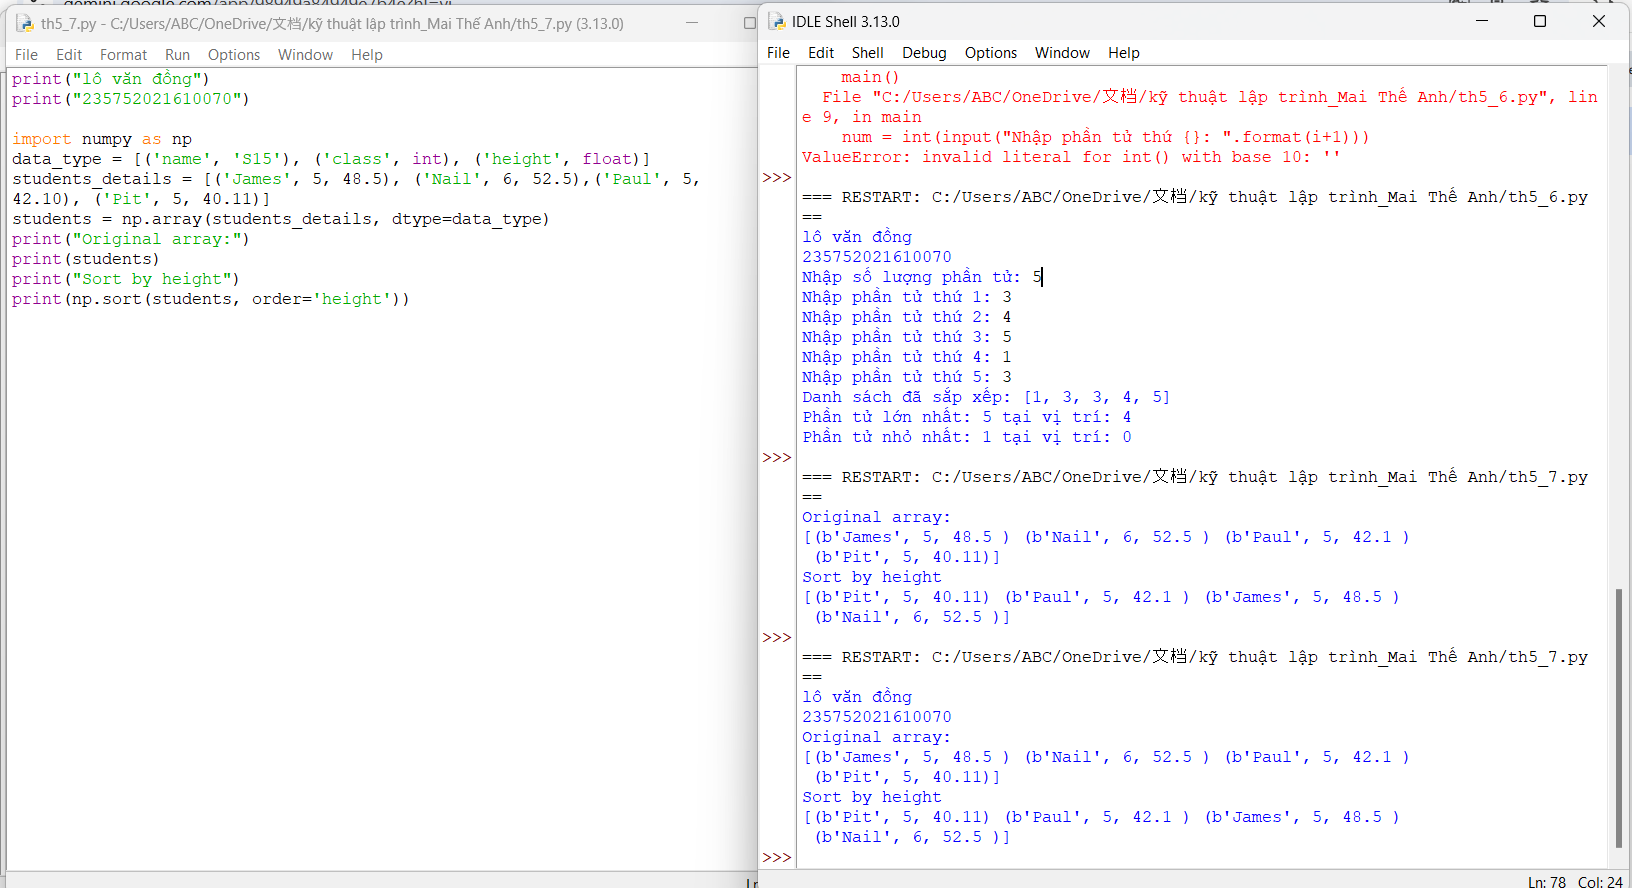 th5_7.py - C:/Users/ABC/OneDrive/文档/kỹ thuật lập trình_Mai Thế Anh/th5_7.py (3.13.0)
File Edit Format Run Options Window Help
print("lô văn đồng")
print("235752021610070")
import numpy as np
data_type = [('name', 'S15'), ('class', int), ('height', float)]
students_details = [('James', 5, 48.5), ('Nail', 6, 52.5),('Paul', 5,
42.10), ('Pit', 5, 40.11)]
students = np.array(students_details, dtype=data_type)
print("Original array:")
print(students)
print("Sort by height")
print(np.sort(students, order='height'))
IDLE Shell 3.13.0
File Edit Shell Debug Options Window Help
    main()
  File "C:/Users/ABC/OneDrive/文档/kỹ thuật lập trình_Mai Thế Anh/th5_6.py", lin
e 9, in main
    num = int(input("Nhập phần tử thứ {}: ".format(i+1)))
ValueError: invalid literal for int() with base 10: ''
>>>
=== RESTART: C:/Users/ABC/OneDrive/文档/kỹ thuật lập trình_Mai Thế Anh/th5_6.py
==
lô văn đồng
235752021610070
Nhập số lượng phần tử: 5
Nhập phần tử thứ 1: 3
Nhập phần tử thứ 2: 4
Nhập phần tử thứ 3: 5
Nhập phần tử thứ 4: 1
Nhập phần tử thứ 5: 3
Danh sách đã sắp xếp: [1, 3, 3, 4, 5]
Phần tử lớn nhất: 5 tại vị trí: 4
Phần tử nhỏ nhất: 1 tại vị trí: 0
>>>
=== RESTART: C:/Users/ABC/OneDrive/文档/kỹ thuật lập trình_Mai Thế Anh/th5_7.py
==
Original array:
[(b'James', 5, 48.5 ) (b'Nail', 6, 52.5 ) (b'Paul', 5, 42.1 )
 (b'Pit', 5, 40.11)]
Sort by height
[(b'Pit', 5, 40.11) (b'Paul', 5, 42.1 ) (b'James', 5, 48.5 )
 (b'Nail', 6, 52.5 )]
>>>
=== RESTART: C:/Users/ABC/OneDrive/文档/kỹ thuật lập trình_Mai Thế Anh/th5_7.py
==
lô văn đồng
235752021610070
Original array:
[(b'James', 5, 48.5 ) (b'Nail', 6, 52.5 ) (b'Paul', 5, 42.1 )
 (b'Pit', 5, 40.11)]
Sort by height
[(b'Pit', 5, 40.11) (b'Paul', 5, 42.1 ) (b'James', 5, 48.5 )
 (b'Nail', 6, 52.5 )]
>>>
Ln: 78 Col: 24